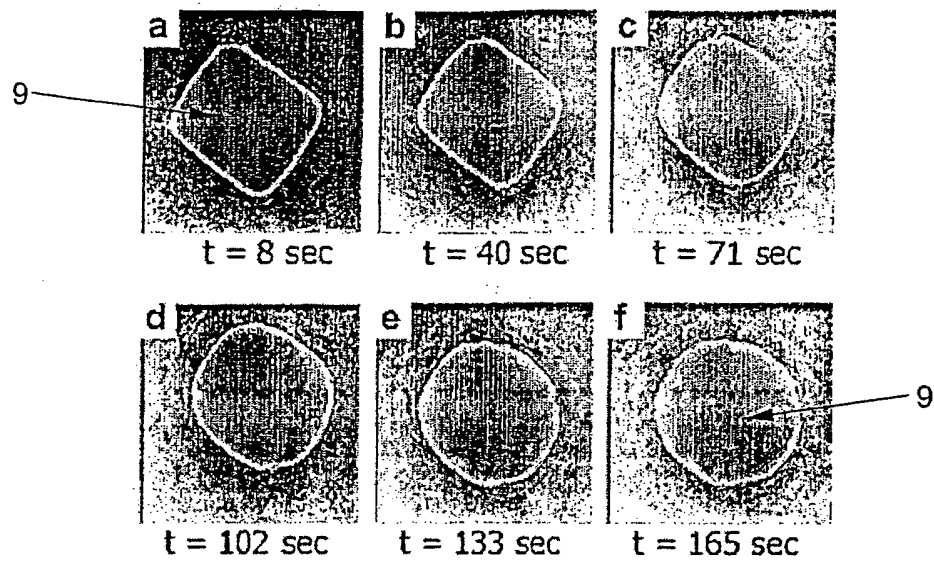 a b c
9
t = 8 sec t = 40 sec t = 71 sec
d e f
9
t = 102 sec t = 133 sec t = 165 sec